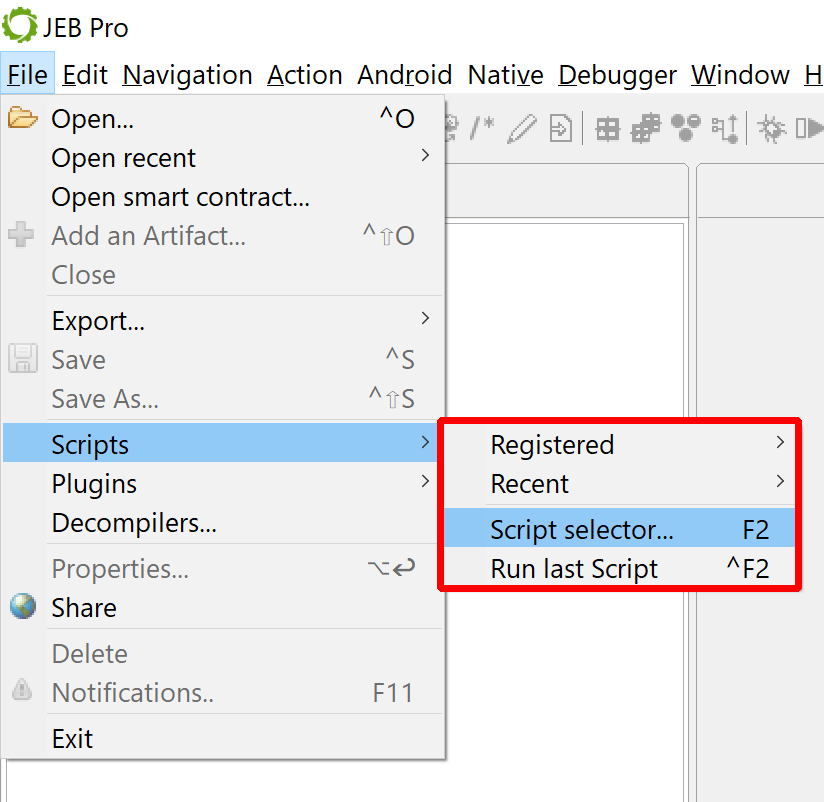 JEB Pro
File Edit Navigation Action Android Native Debugger Window H
Open... ^O
Open recent >
Open smart contract...
Add an Artifact... ^⇧O
Close
Export... >
Save ^S
Save As... ^⇧S
Scripts >
Plugins >
Decompilers...
Properties... ⌥↩
Share
Delete
Notifications.. F11
Exit
Registered >
Recent >
Script selector... F2
Run last Script ^F2